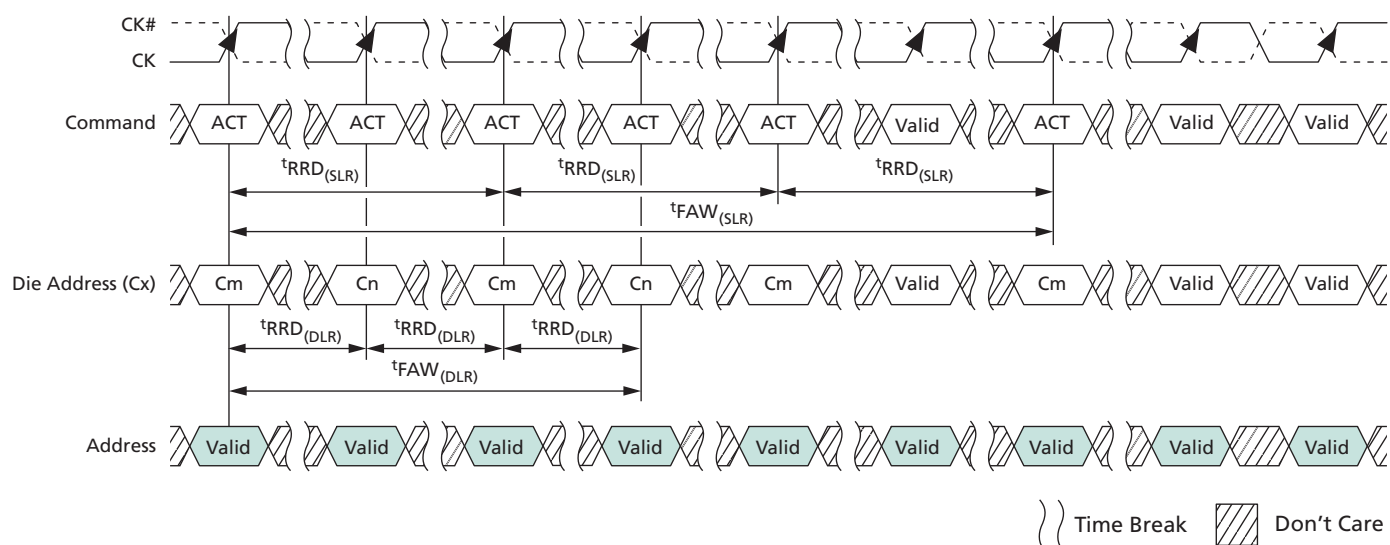 CK#
CK
Command ACT ACT ACT ACT ACT Valid ACT Valid Valid
tRRD(SLR) tRRD(SLR) tRRD(SLR)
tFAW(SLR)
Die Address (Cx) Cm Cn Cm Cn Cm Valid Cm Valid Valid
tRRD(DLR) tRRD(DLR) tRRD(DLR)
tFAW(DLR)
Address Valid Valid Valid Valid Valid Valid Valid Valid Valid
Time Break Don't Care